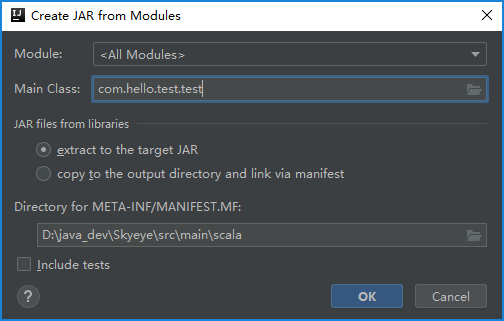 Create JAR from Modules
Module: <All Modules>
Main Class: com.hello.test.test
JAR files from libraries
extract to the target JAR
copy to the output directory and link via manifest
Directory for META-INF/MANIFEST.MF:
D:\java_dev\Skyeye\src\main\scala
Include tests
? OK Cancel